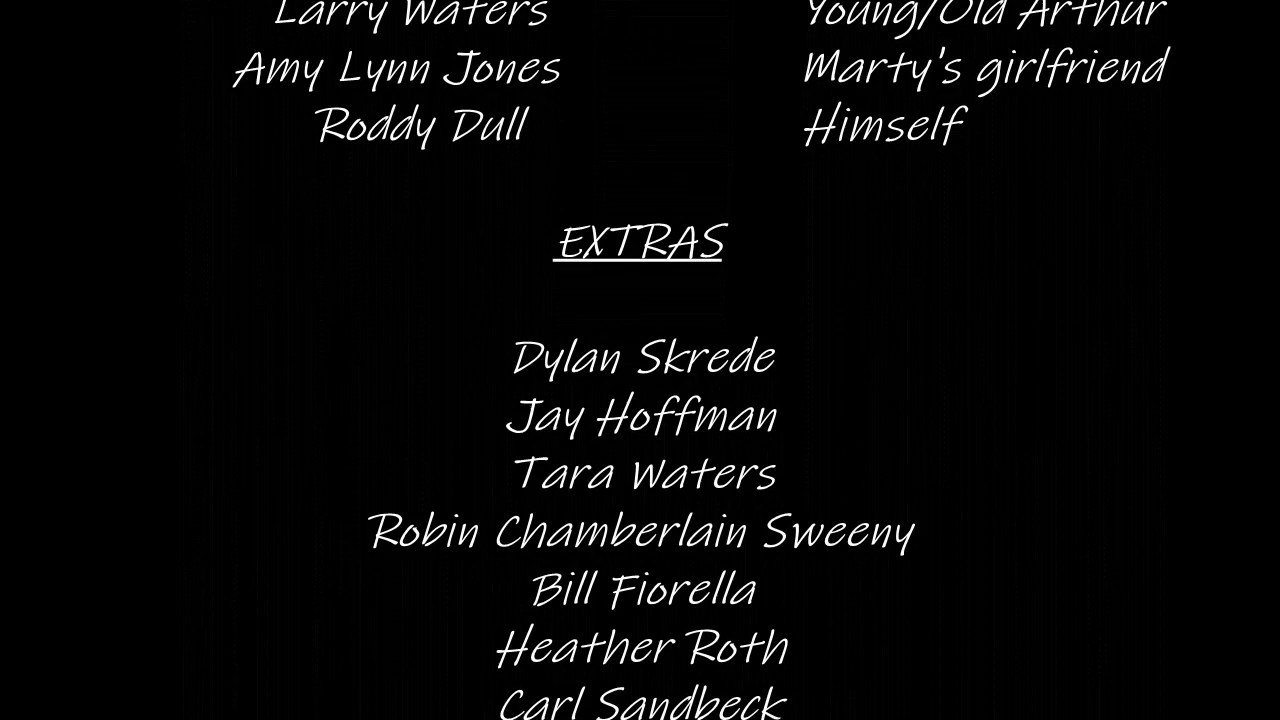 Larry Waters Young/Old Arthur
Amy Lynn Jones Marty's girlfriend
Roddy Dull Himself
EXTRAS
Dylan Skrede
Jay Hoffman
Tara Waters
Robin Chamberlain Sweeny
Bill Fiorella
Heather Roth
Carl Sandbeck